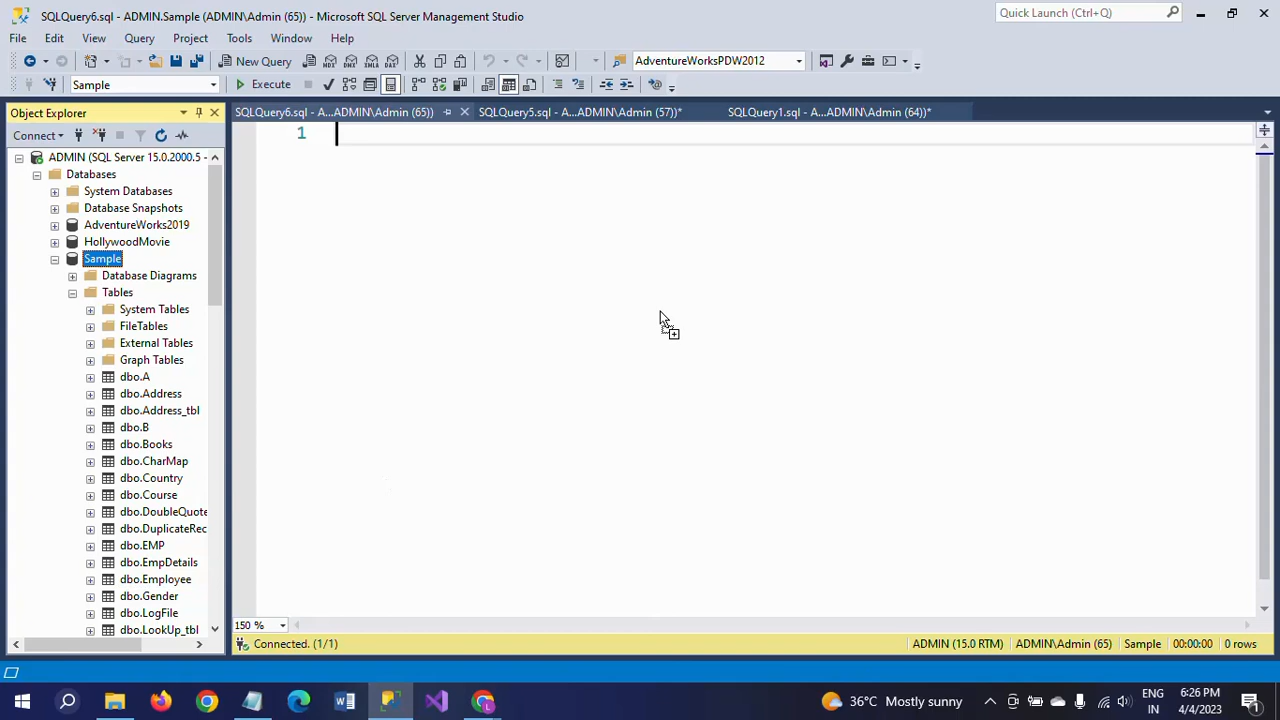 SQLQuery6.sql - ADMIN.Sample (ADMIN\Admin (65)) - Microsoft SQL Server Management Studio
Quick Launch (Ctrl+Q)
File Edit View Query Project Tools Window Help
New Query
MDX DMX XMLA DAX
AdventureWorksPDW2012
Sample
Execute
Object Explorer
SQLQuery6.sql - A...ADMIN\Admin (65))
SQLQuery5.sql - A...ADMIN\Admin (57))*
SQLQuery1.sql - A...ADMIN\Admin (64))*
Connect
1
ADMIN (SQL Server 15.0.2000.5 -
Databases
System Databases
Database Snapshots
AdventureWorks2019
HollywoodMovie
Sample
Database Diagrams
Tables
System Tables
FileTables
External Tables
Graph Tables
dbo.A
dbo.Address
dbo.Address_tbl
dbo.B
dbo.Books
dbo.CharMap
dbo.Country
dbo.Course
dbo.DoubleQuote
dbo.DuplicateRec
dbo.EMP
dbo.EmpDetails
dbo.Employee
dbo.Gender
dbo.LogFile
dbo.LookUp_tbl
150 %
Connected. (1/1)
ADMIN (15.0 RTM)
ADMIN\Admin (65)
Sample
00:00:00
0 rows
36°C Mostly sunny
ENG
IN
6:26 PM
4/4/2023
1